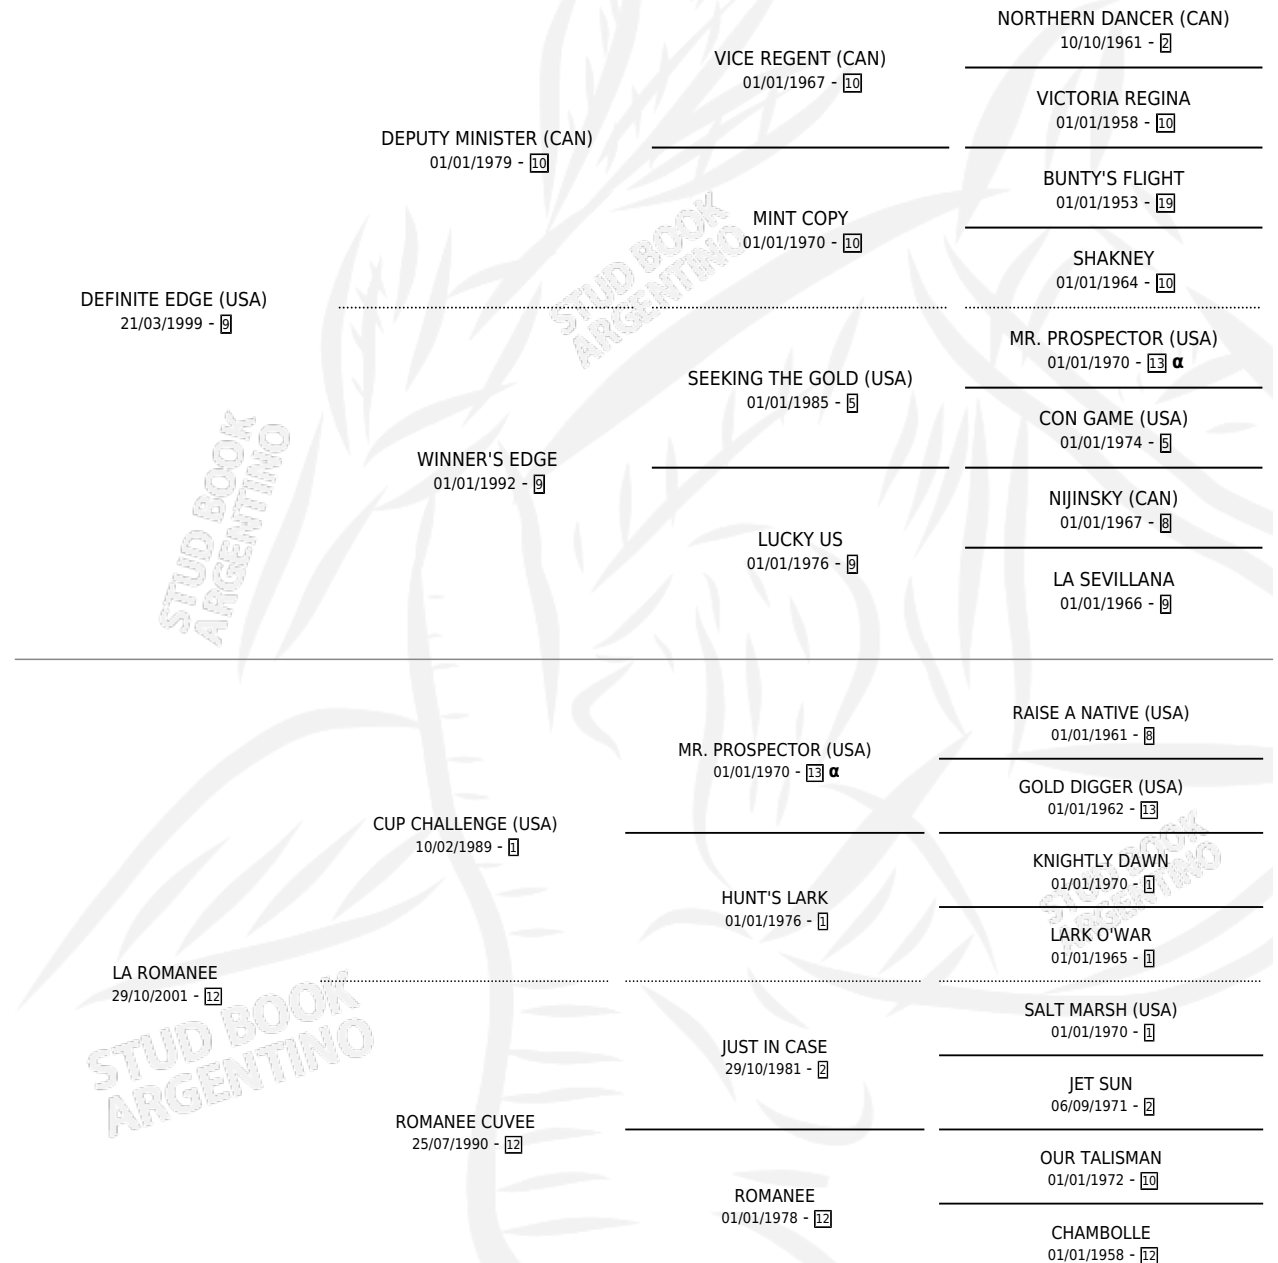 NORTHERN DANCER (CAN)
10/10/1961 - 2
VICE REGENT (CAN)
01/01/1967 - 10
VICTORIA REGINA
01/01/1958 - 10
DEPUTY MINISTER (CAN)
01/01/1979 - 10
BUNTY'S FLIGHT
01/01/1953 - 19
MINT COPY
01/01/1970 - 10
SHAKNEY
01/01/1964 - 10
DEFINITE EDGE (USA)
21/03/1999 - 9
MR. PROSPECTOR (USA)
01/01/1970 - 13 α
SEEKING THE GOLD (USA)
01/01/1985 - 5
CON GAME (USA)
01/01/1974 - 5
WINNER'S EDGE
01/01/1992 - 9
NIJINSKY (CAN)
01/01/1967 - 8
LUCKY US
01/01/1976 - 9
LA SEVILLANA
01/01/1966 - 9
RAISE A NATIVE (USA)
01/01/1961 - 8
MR. PROSPECTOR (USA)
01/01/1970 - 13 α
GOLD DIGGER (USA)
01/01/1962 - 13
CUP CHALLENGE (USA)
10/02/1989 - 1
KNIGHTLY DAWN
01/01/1970 - 1
HUNT'S LARK
01/01/1976 - 1
LARK O'WAR
01/01/1965 - 1
LA ROMANEE
29/10/2001 - 12
SALT MARSH (USA)
01/01/1970 - 1
JUST IN CASE
29/10/1981 - 2
JET SUN
06/09/1971 - 2
ROMANEE CUVEE
25/07/1990 - 12
OUR TALISMAN
01/01/1972 - 10
ROMANEE
01/01/1978 - 12
CHAMBOLLE
01/01/1958 - 12
STUD BOOK
ARGENTINO
STUD BOOK
ARGENTINO
STUD BOOK
ARGENTINO
STUD BOOK
ARGENTINO